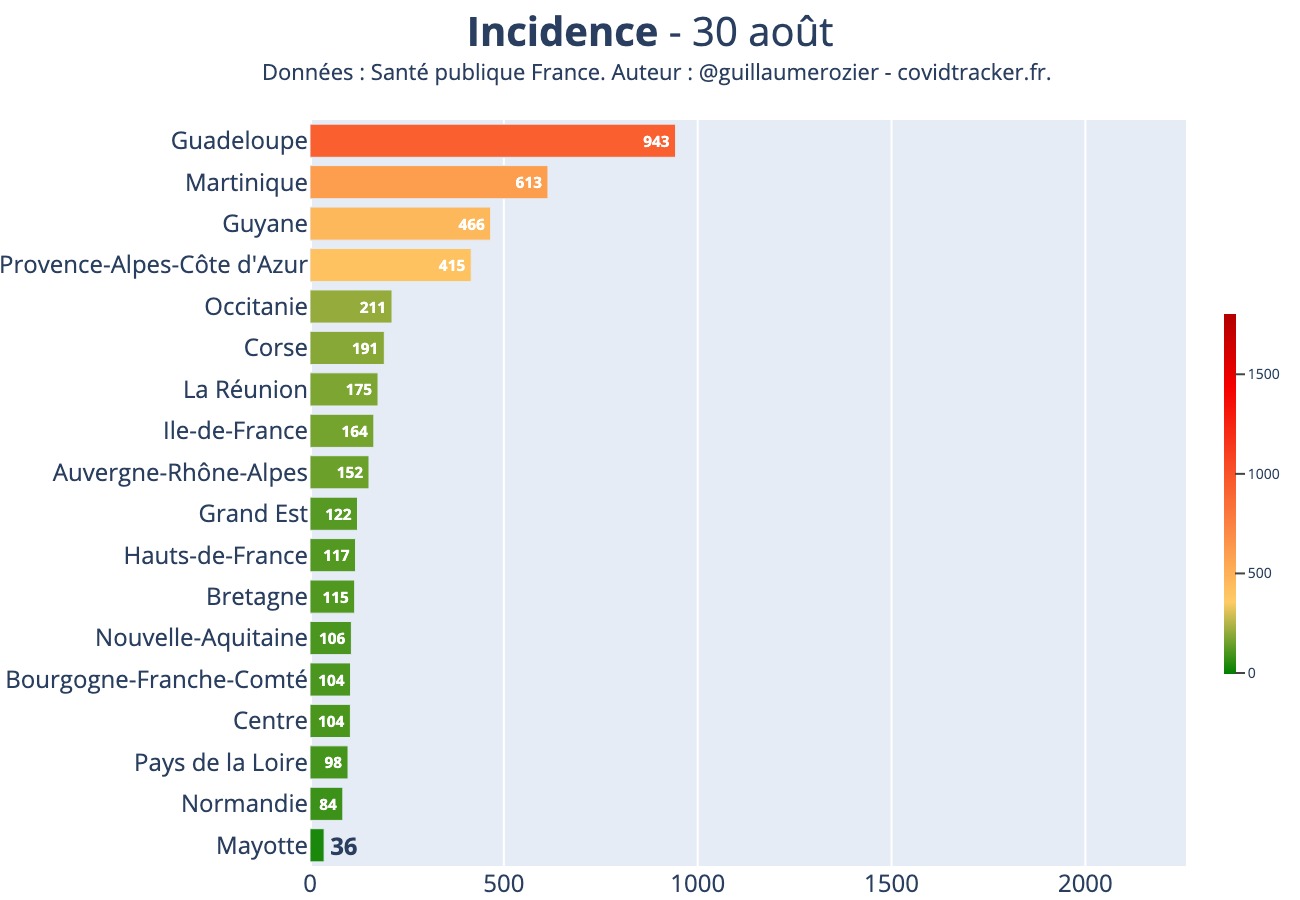 Incidence - 30 août
Données : Santé publique France. Auteur : @guillaumerozier - covidtracker.fr.
Guadeloupe 943
Martinique 613
Guyane 466
Provence-Alpes-Côte d'Azur 415
Occitanie 211
Corse 191
La Réunion 175
Ile-de-France 164
Auvergne-Rhône-Alpes 152
Grand Est 122
Hauts-de-France 117
Bretagne 115
Nouvelle-Aquitaine 106
Bourgogne-Franche-Comté 104
Centre 104
Pays de la Loire 98
Normandie 84
Mayotte 36
0 500 1000 1500 2000
1500
1000
500
0